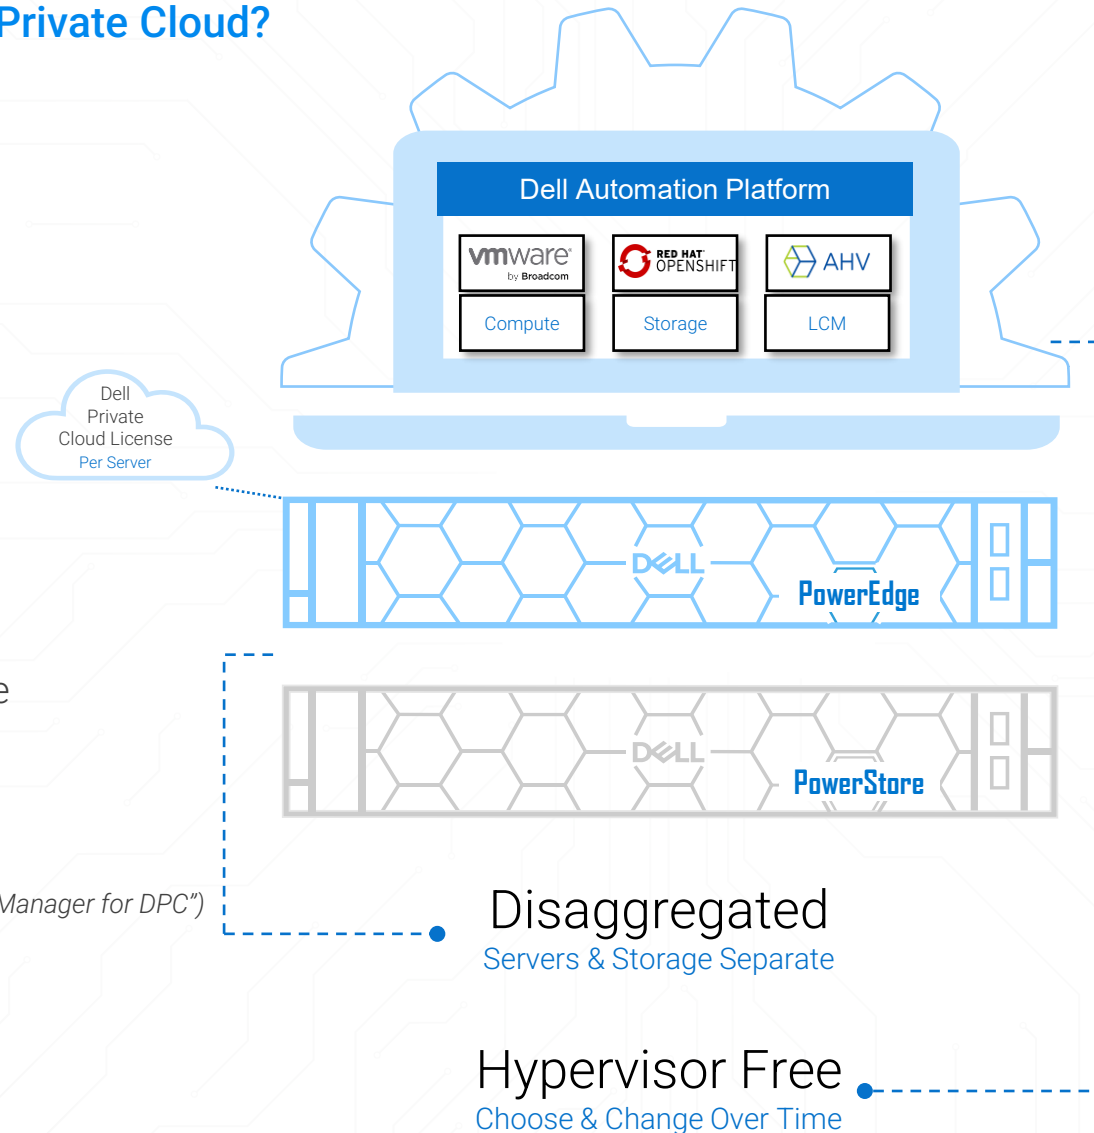 Private Cloud?
Dell Automation Platform
vmware®
by Broadcom
RED HAT®
OPENSHIFT
AHV
Compute
Storage
LCM
Dell
Private
Cloud License
Per Server
DELL
PowerEdge
e
DELL
PowerStore
Manager for DPC”)
Disaggregated
Servers & Storage Separate
Hypervisor Free
Choose & Change Over Time